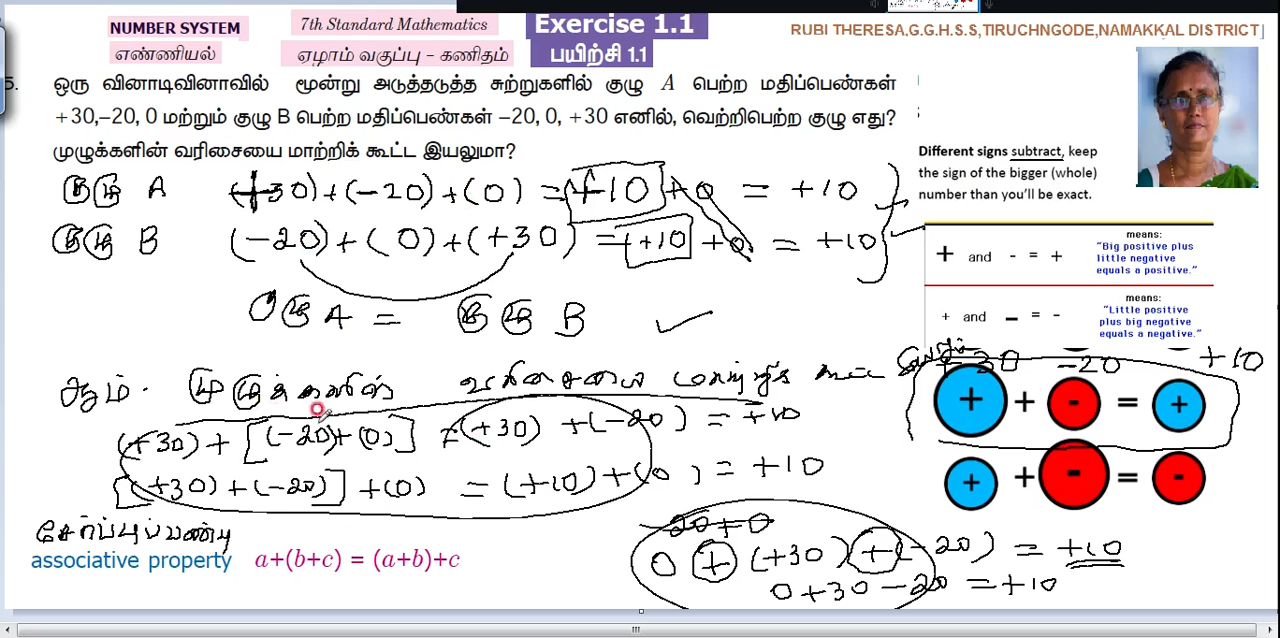 NUMBER SYSTEM
எண்ணியல்
7th Standard Mathematics
ஏழாம் வகுப்பு - கணிதம்
Exercise 1.1
பயிற்சி 1.1
RUBI THERESA,G.G.H.S.S,TIRUCHNGODE,NAMAKKAL DISTRICT]
5. ஒரு வினாடிவினாவில் மூன்று அடுத்தடுத்த சுற்றுகளில் குழு A பெற்ற மதிப்பெண்கள்
+30,–20, 0 மற்றும் குழு B பெற்ற மதிப்பெண்கள் –20, 0, +30 எனில், வெற்றிபெற்ற குழு எது?
முழுக்களின் வரிசையை மாற்றிக் கூட்ட இயலுமா?
குழு A (+30)+(-20)+(0) = +10 +0 = +10
குழு B (-20)+(0)+(+30) = (+10) +0 = +10
குழு A = குழு B ✓
ஆம். முழுக்களின் வரிசையை மாற்றிக் கூட்ட இயலும்
(+30)+[(-20)+(0)] =(+30) +(-20) = +10
[(+30)+(-20)] +(0) = (+10)+(0) = +10
சேர்ப்புப்பண்பு
associative property a+(b+c) = (a+b)+c
Different signs subtract, keep
the sign of the bigger (whole)
number than you'll be exact.
+ and - = +
means:
"Big positive plus
little negative
equals a positive."
+ and - = -
means:
"Little positive
plus big negative
equals a negative."
+30 -20 +10
+ + - = +
+ + - = -
-20+0
0 + (+30) + (-20) = +10
0+30-20 = +10